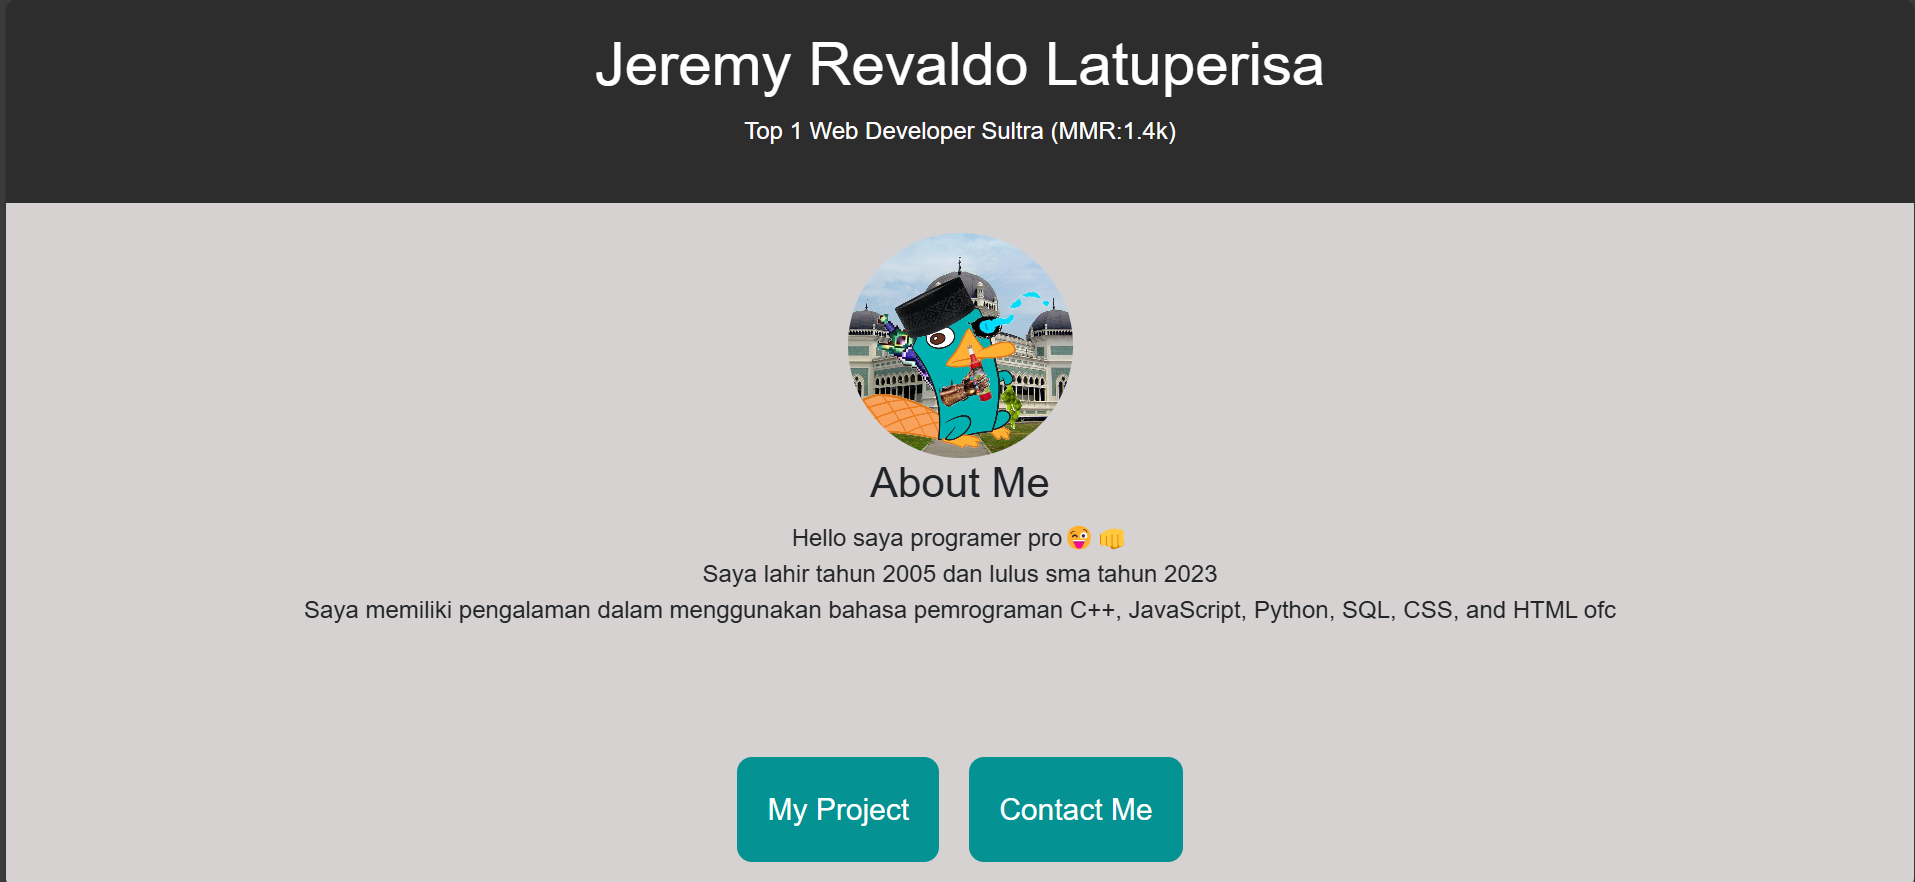 Jeremy Revaldo Latuperisa
Top 1 Web Developer Sultra (MMR:1.4k)
About Me
Hello saya programer pro😜 👊
Saya lahir tahun 2005 dan lulus sma tahun 2023
Saya memiliki pengalaman dalam menggunakan bahasa pemrograman C++, JavaScript, Python, SQL, CSS, and HTML ofc
My Project
Contact Me